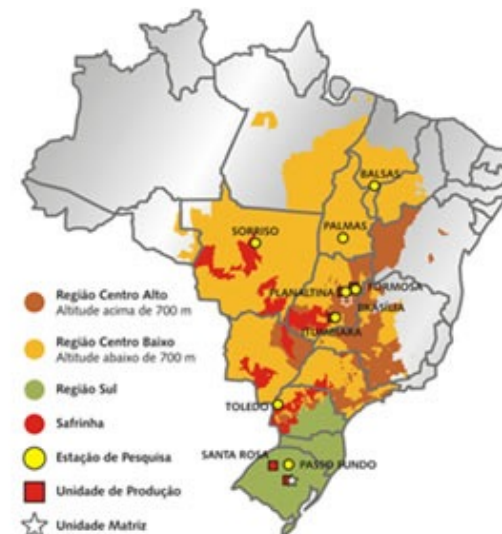 BALSAS
SORRISO
PALMAS
PLANALTINA
FORMOSA
BRASÍLIA
ITUMBIARA
Região Centro Alto
Altitude acima de 700 m
Região Centro Baixo
Altitude abaixo de 700 m
Região Sul
Safrinha
TOLEDO
Estação de Pesquisa
SANTA ROSA
PASSO FUNDO
Unidade de Produção
Unidade Matriz